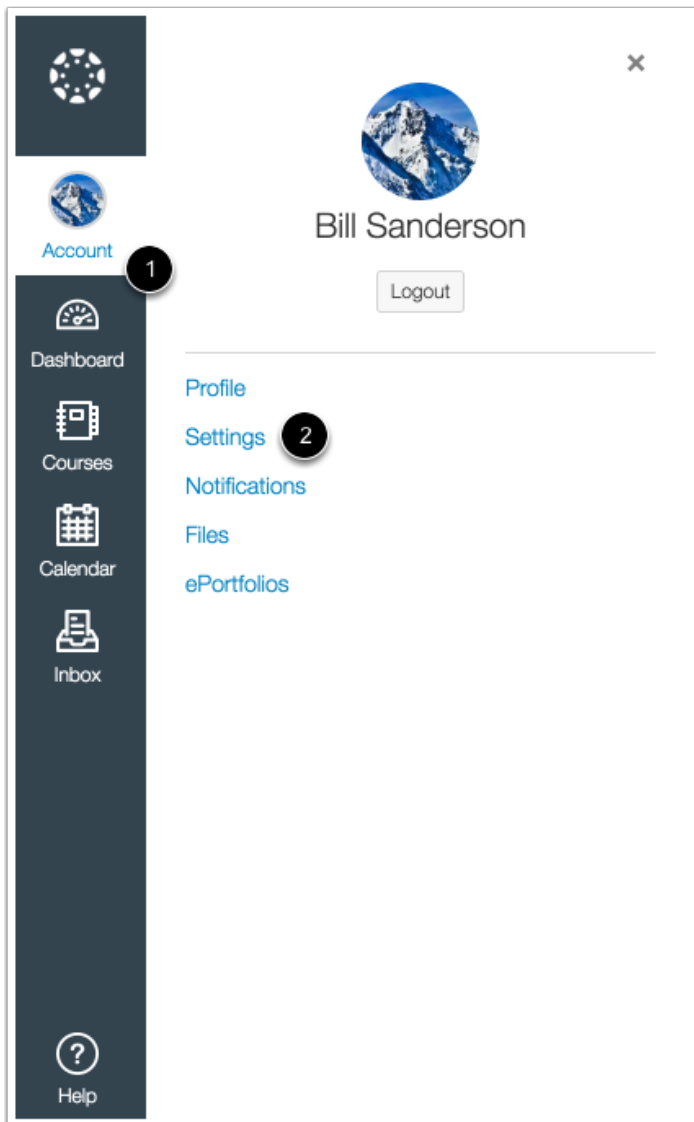 Account
1
Dashboard
Courses
Calendar
Inbox
Help
×
Bill Sanderson
Logout
Profile
Settings 2
Notifications
Files
ePortfolios